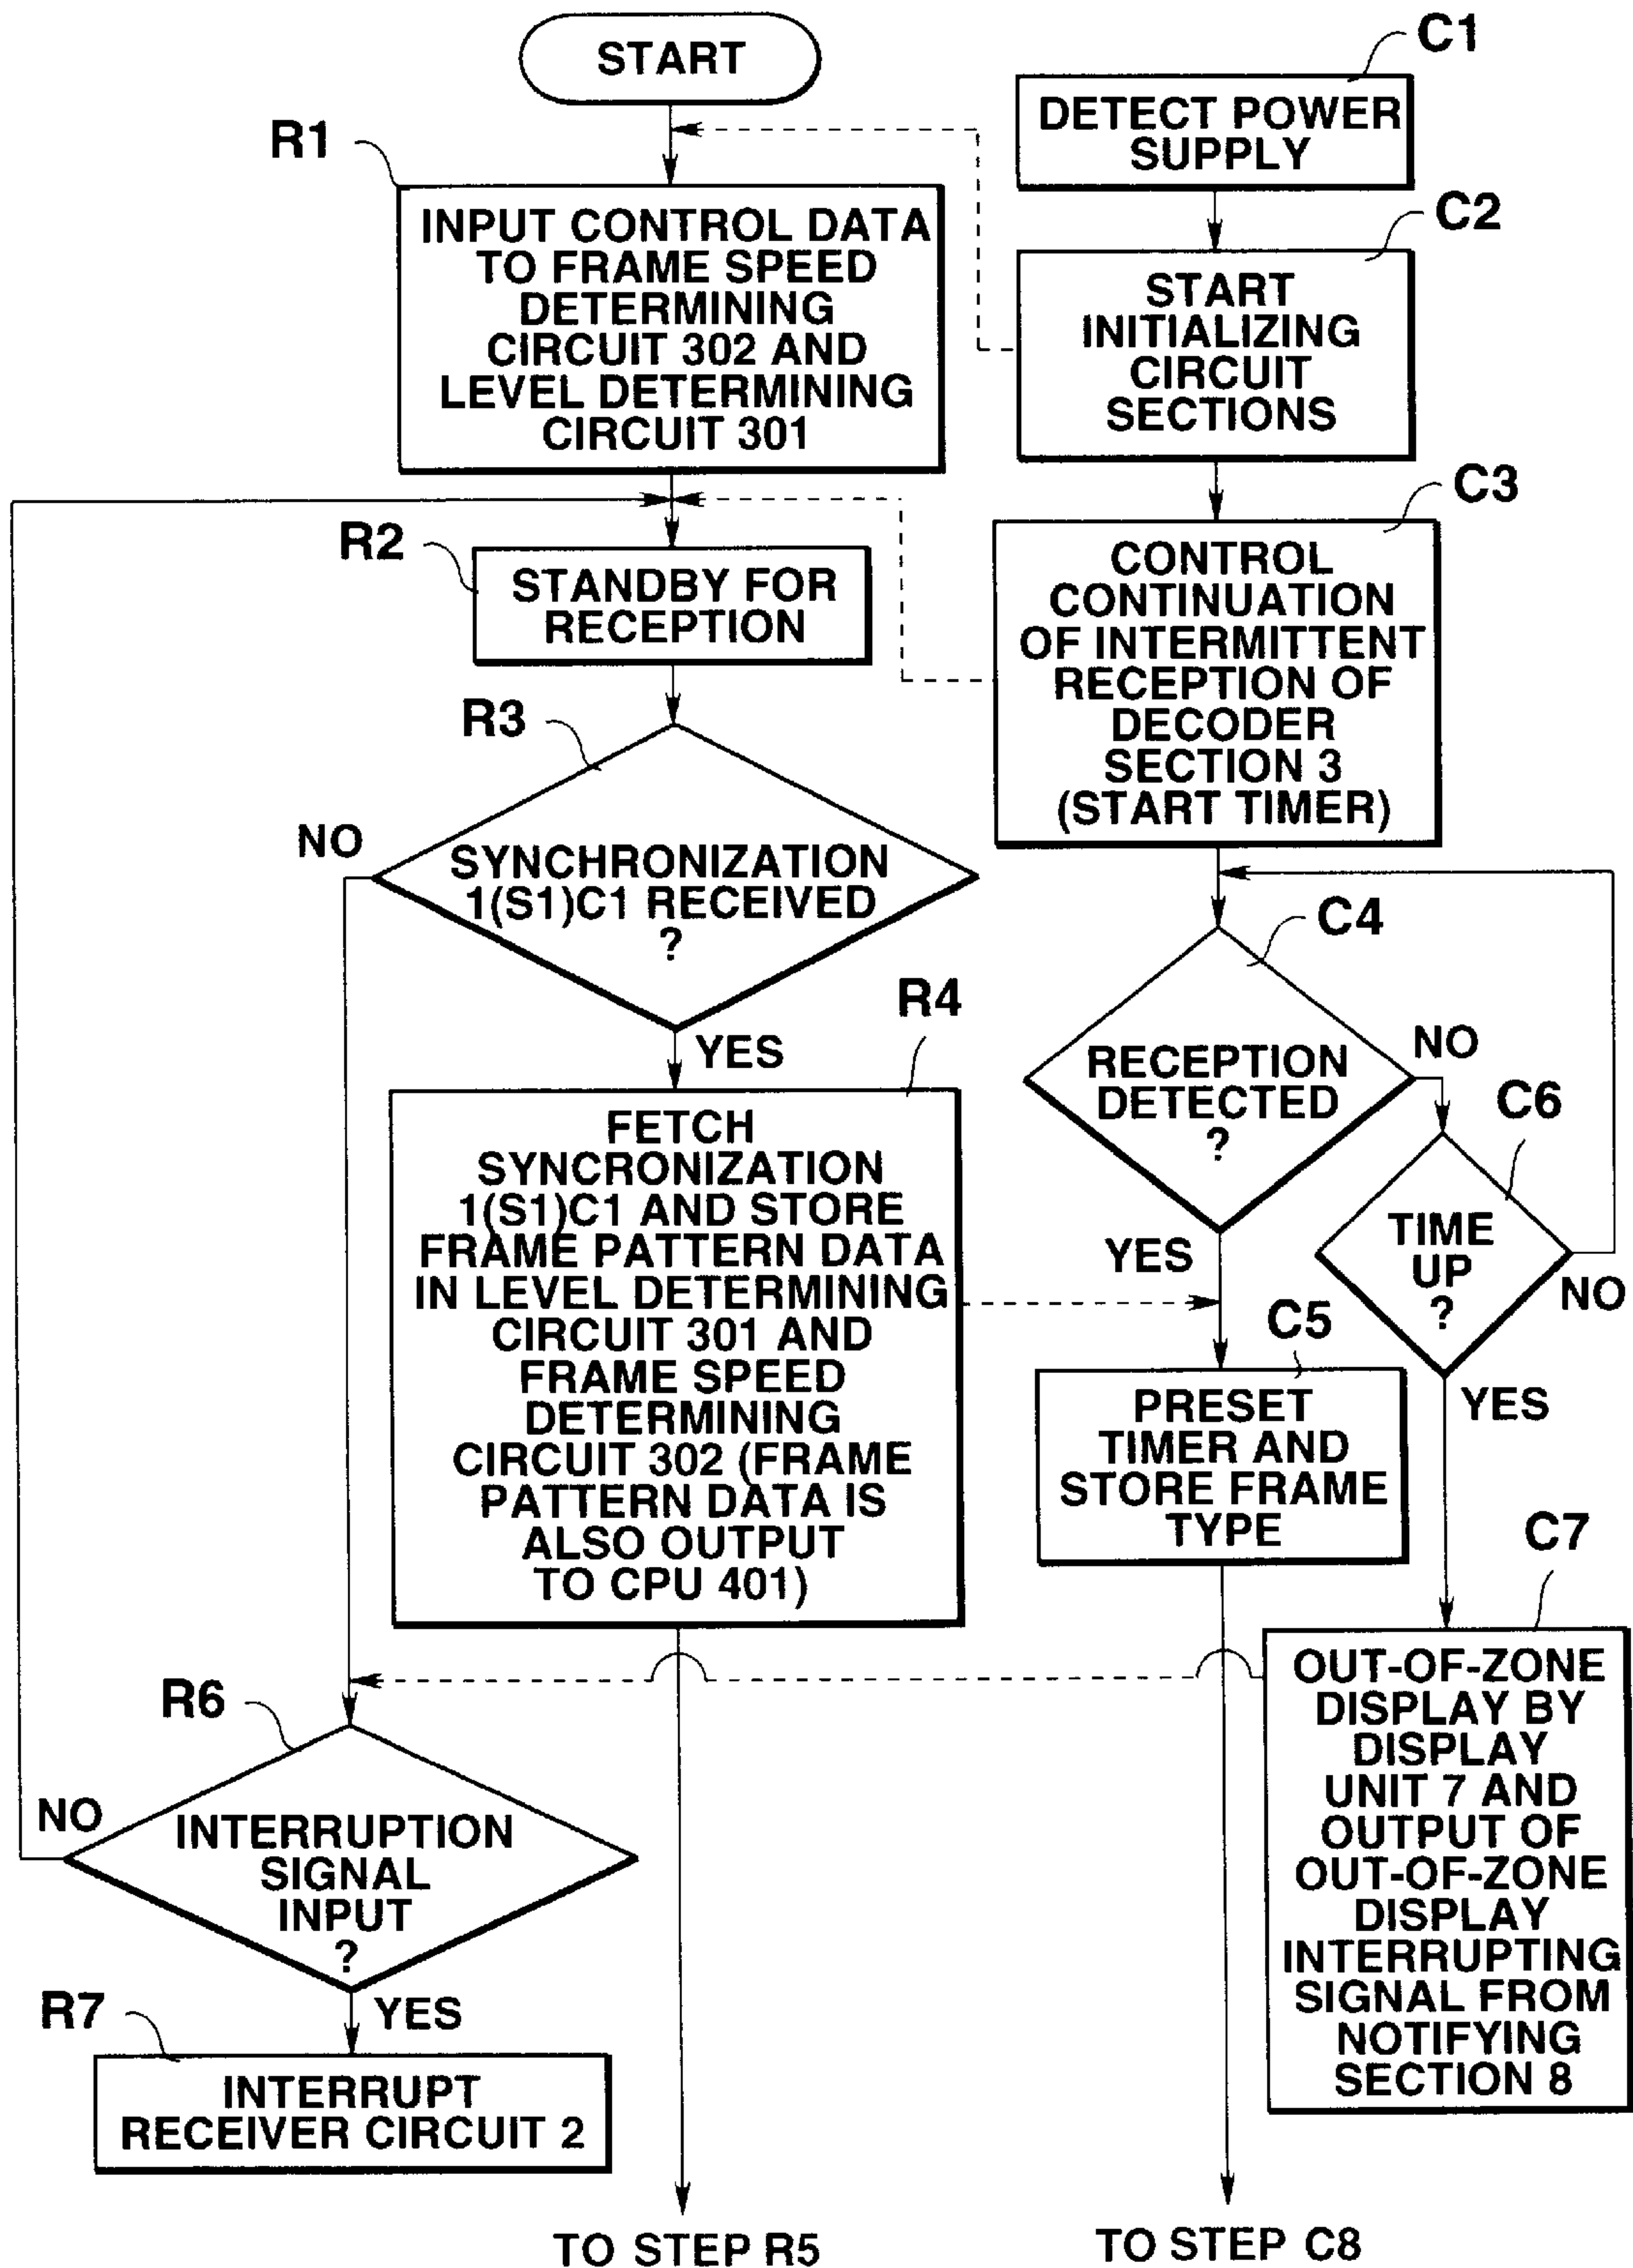 START
R1
INPUT CONTROL DATA
TO FRAME SPEED
DETERMINING
CIRCUIT 302 AND
LEVEL DETERMINING
CIRCUIT 301
R2
STANDBY FOR
RECEPTION
R3
NO
SYNCHRONIZATION
1(S1)C1 RECEIVED
?
YES
R4
FETCH
SYNCRONIZATION
1(S1)C1 AND STORE
FRAME PATTERN DATA
IN LEVEL DETERMINING
CIRCUIT 301 AND
FRAME SPEED
DETERMINING
CIRCUIT 302 (FRAME
PATTERN DATA IS
ALSO OUTPUT
TO CPU 401)
R6
NO
INTERRUPTION
SIGNAL
INPUT
?
YES
R7
INTERRUPT
RECEIVER CIRCUIT 2
TO STEP R5
C1
DETECT POWER
SUPPLY
C2
START
INITIALIZING
CIRCUIT
SECTIONS
C3
CONTROL
CONTINUATION
OF INTERMITTENT
RECEPTION OF
DECODER
SECTION 3
(START TIMER)
C4
RECEPTION
DETECTED
?
NO
YES
C6
TIME
UP
?
NO
YES
C5
PRESET
TIMER AND
STORE FRAME
TYPE
C7
OUT-OF-ZONE
DISPLAY BY
DISPLAY
UNIT 7 AND
OUTPUT OF
OUT-OF-ZONE
DISPLAY
INTERRUPTING
SIGNAL FROM
NOTIFYING
SECTION 8
TO STEP C8